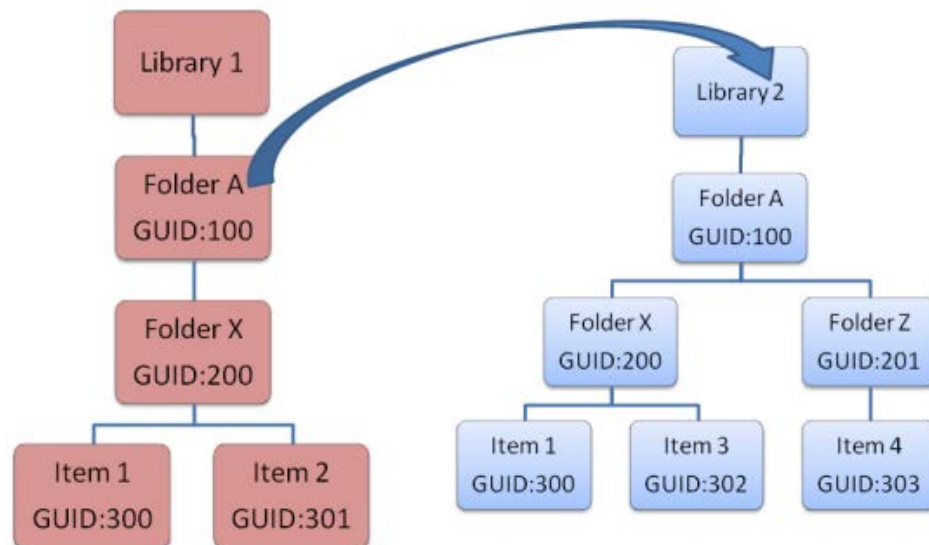 Library 1
Folder A
GUID:100
Folder X
GUID:200
Item 1
GUID:300
Item 2
GUID:301
Library 2
Folder A
GUID:100
Folder X
GUID:200
Folder Z
GUID:201
Item 1
GUID:300
Item 3
GUID:302
Item 4
GUID:303